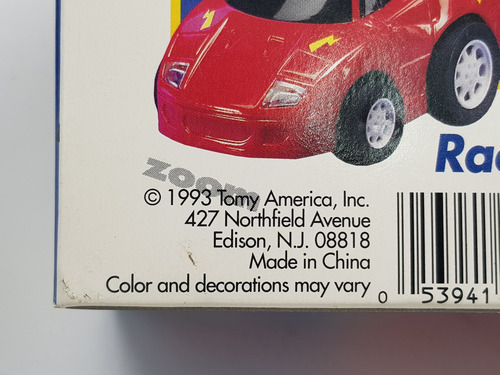 Rac
zoom
© 1993 Tomy America, Inc.
427 Northfield Avenue
Edison, N.J. 08818
Made in China
Color and decorations may vary
0 53941